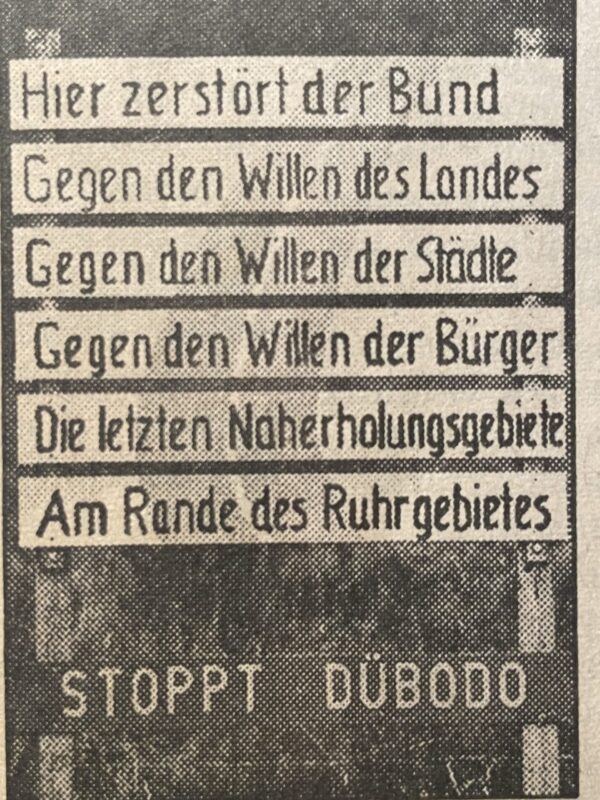 Hier zerstört der Bund
Gegen den Willen des Landes
Gegen den Willen der Städte
Gegen den Willen der Bürger
Die letzten Naherholungsgebiete
Am Rande des Ruhrgebietes
STOPPT DÜBODO